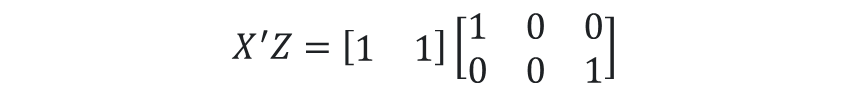 X′Z = [1 1] [1 0 0
0 0 1]